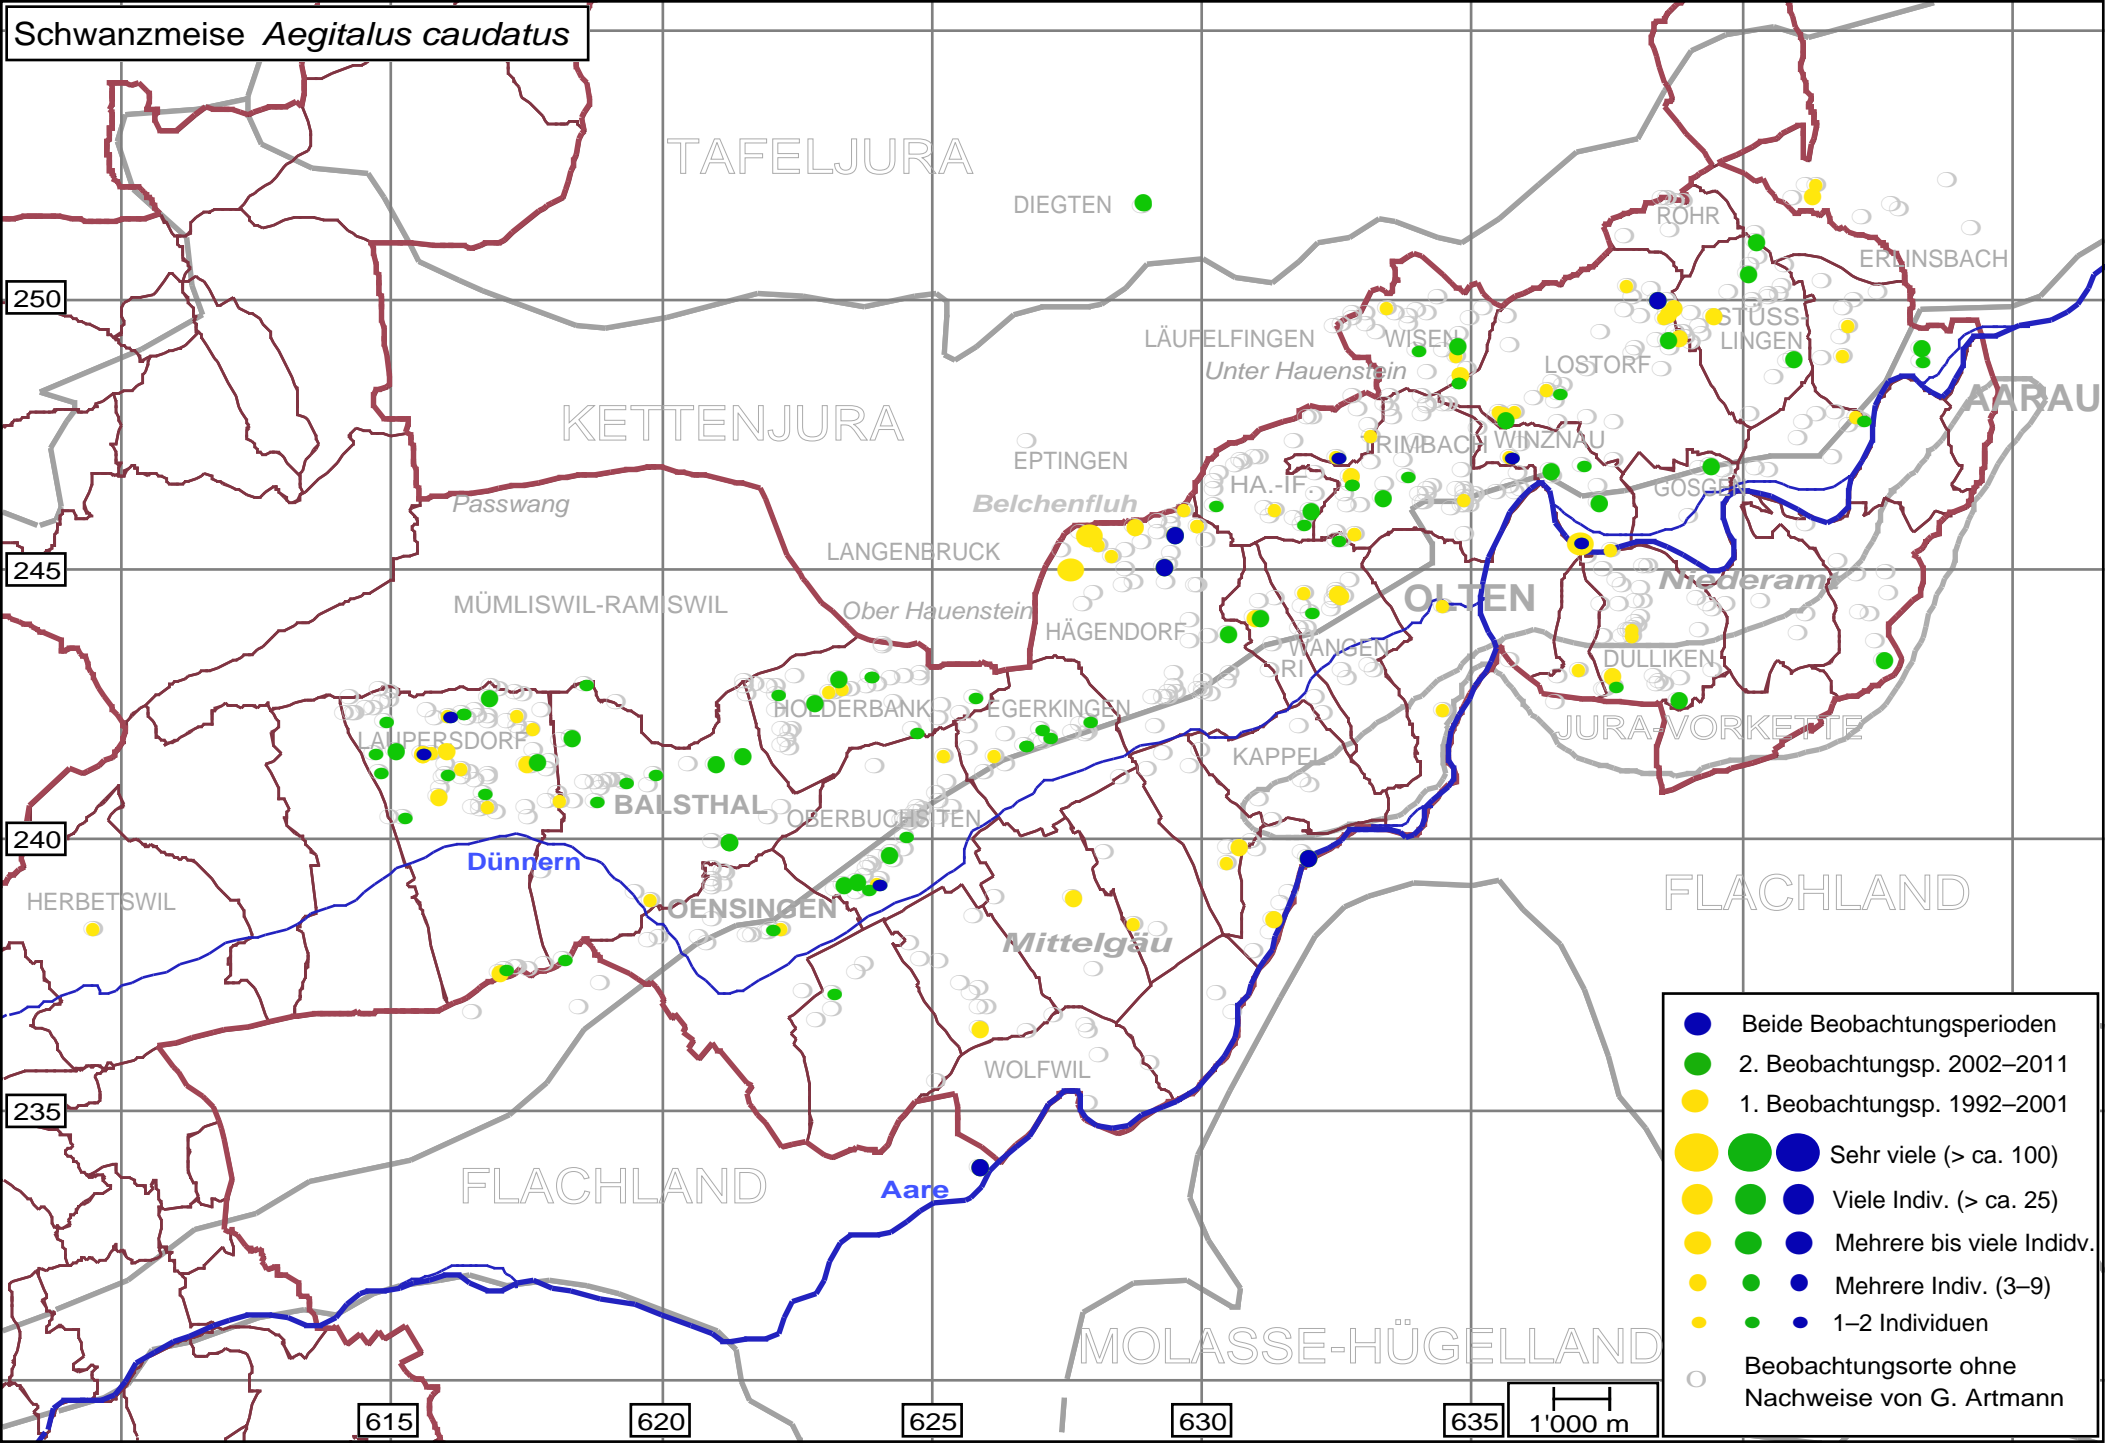 Schwanzmeise Aegitalus caudatus
TAFELJURA
DIEGTEN
ROHR
ERLINSBACH
250
LÄUFELFINGEN
WISEN
STÜSS-
LINGEN
Unter Hauenstein
LOSTORF
AARAU
KETTENJURA
TRIMBACH
WINZNAU
EPTINGEN
HA.-IF.
GÖSGEN
Passwang
Belchenfluh
LANGENBRUCK
245
Niederamt
MÜMLISWIL-RAMISWIL
Ober Hauenstein
OLTEN
HÄGENDORF
WANGEN
RI
DULLIKEN
HOLDERBANK
EGERKINGEN
LAUPERSDORF
JURA-VORKETTE
KAPPEL
BALSTHAL
OBERBUCHSITEN
240
Dünnern
HERBETSWIL
OENSINGEN
FLACHLAND
Mittelgäu
WOLFWIL
235
FLACHLAND
Aare
MOLASSE-HÜGELLAND
615
620
625
630
635
1'000 m
Beide Beobachtungsperioden
2. Beobachtungsp. 2002–2011
1. Beobachtungsp. 1992–2001
Sehr viele (> ca. 100)
Viele Indiv. (> ca. 25)
Mehrere bis viele Indidv.
Mehrere Indiv. (3–9)
1–2 Individuen
Beobachtungsorte ohne
Nachweise von G. Artmann